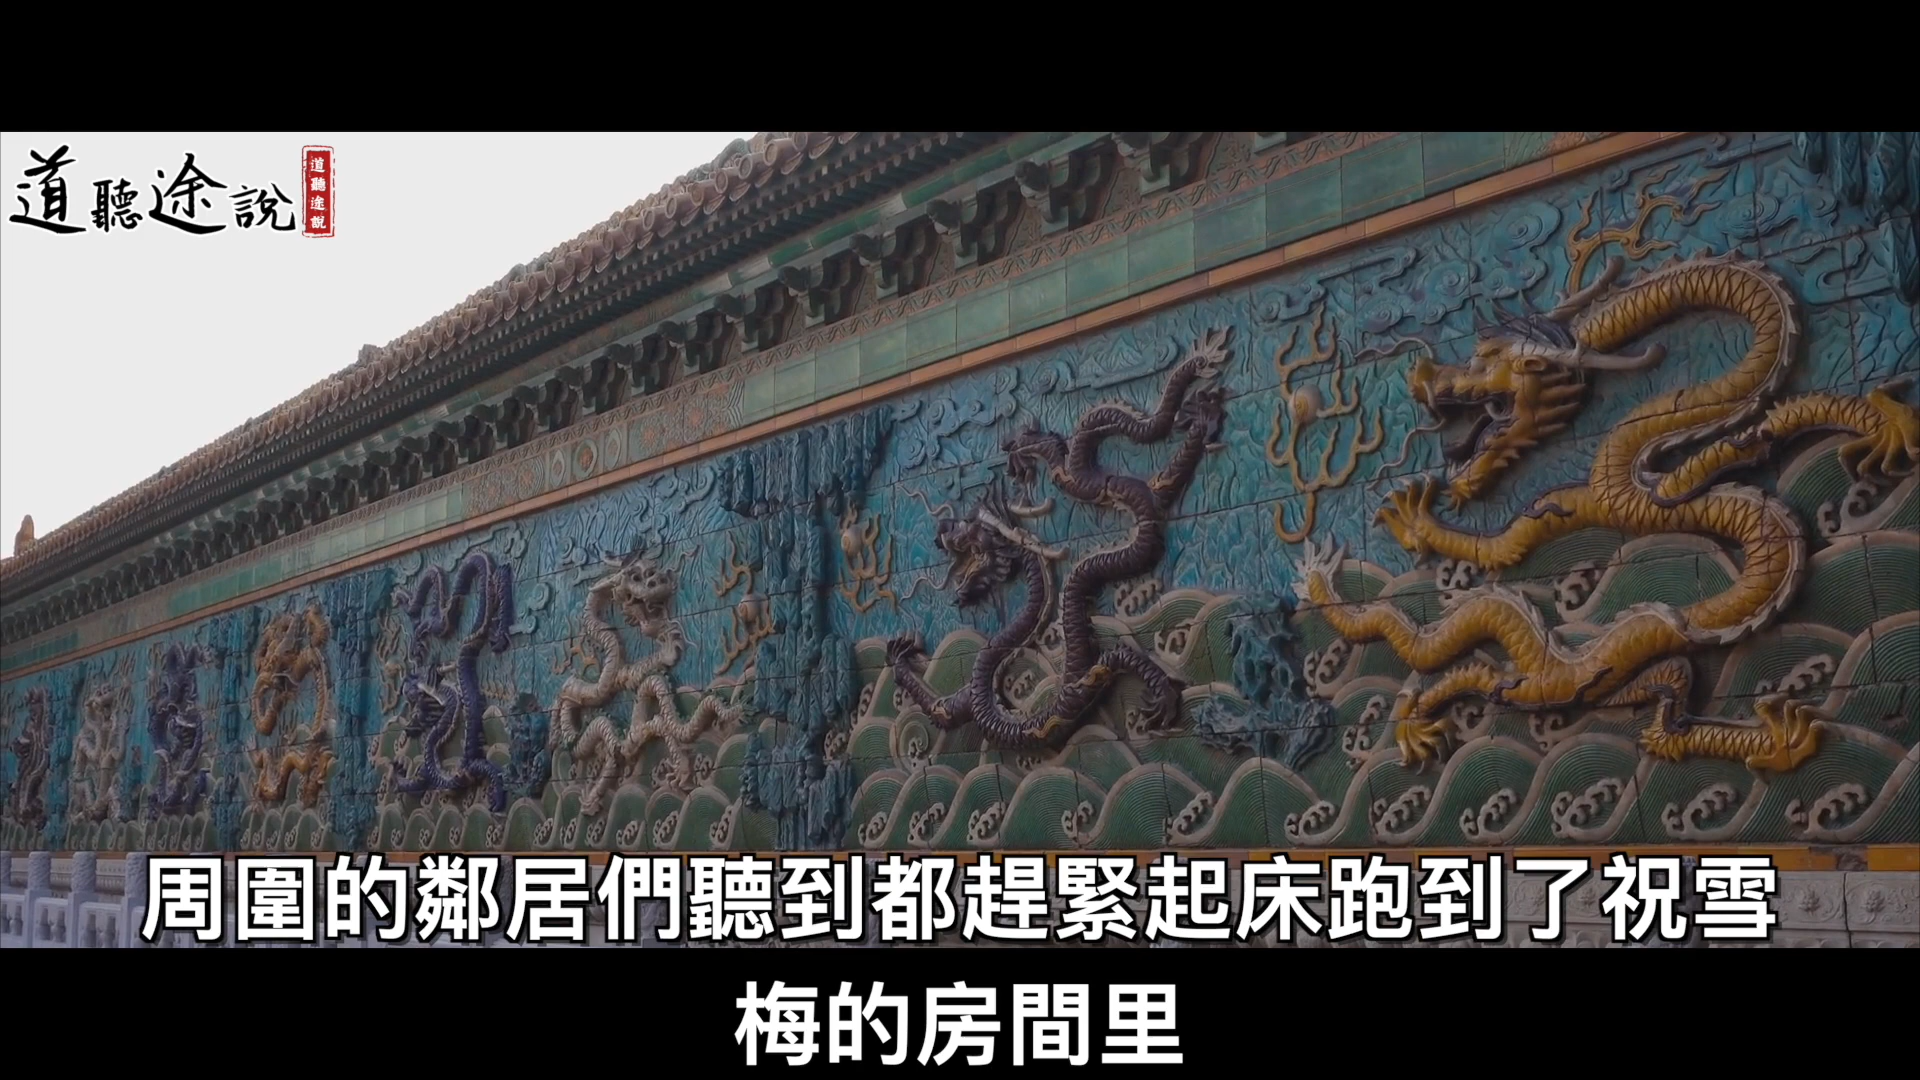 道聽途說
道聽途說
周圍的鄰居們聽到都趕緊起床跑到了祝雪
梅的房間里